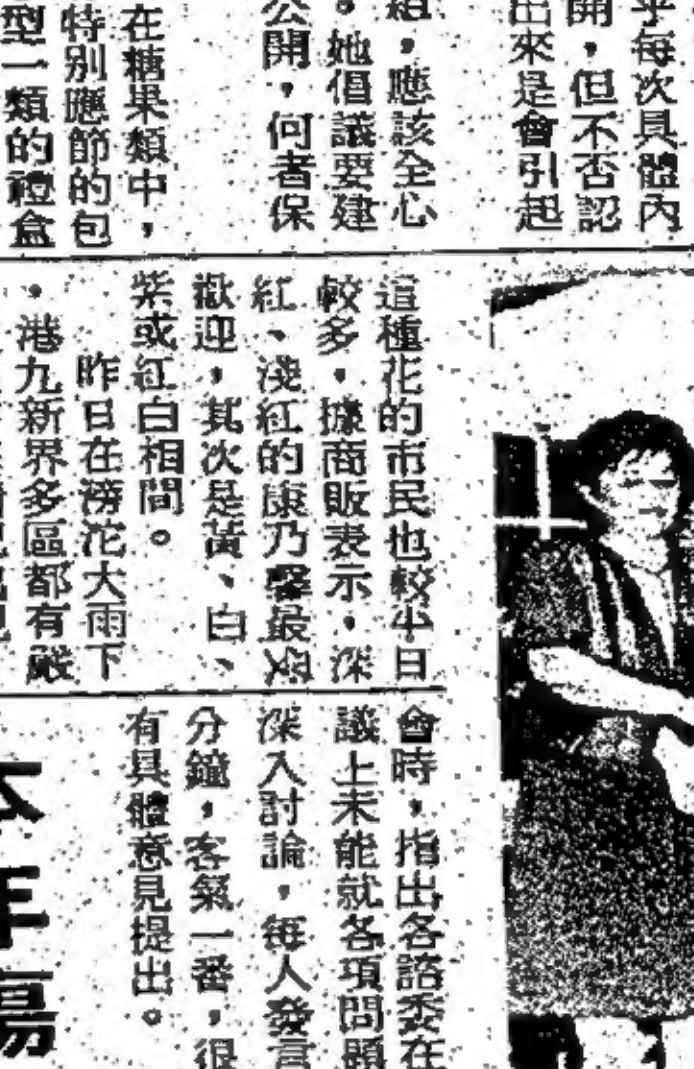 乎每次具體內
開，但不否認
出來是會引起
組，應該全心
。她倡議要建
公開，何者保
在糖果類中，
特別應節的包
型一類的禮盒
這種花的市民也較平日
較多，據商販表示，深
紅、淺紅的康乃馨最受
歡迎，其次是黃、白、
紫或紅白相間。
昨日在滂沱大雨下
，港九新界多區都有嚴
會時，指出各諮委在
議上未能就各項問題
深入討論，每人發言
分鐘，客氣一番，很
有具體意見提出。
本年傷